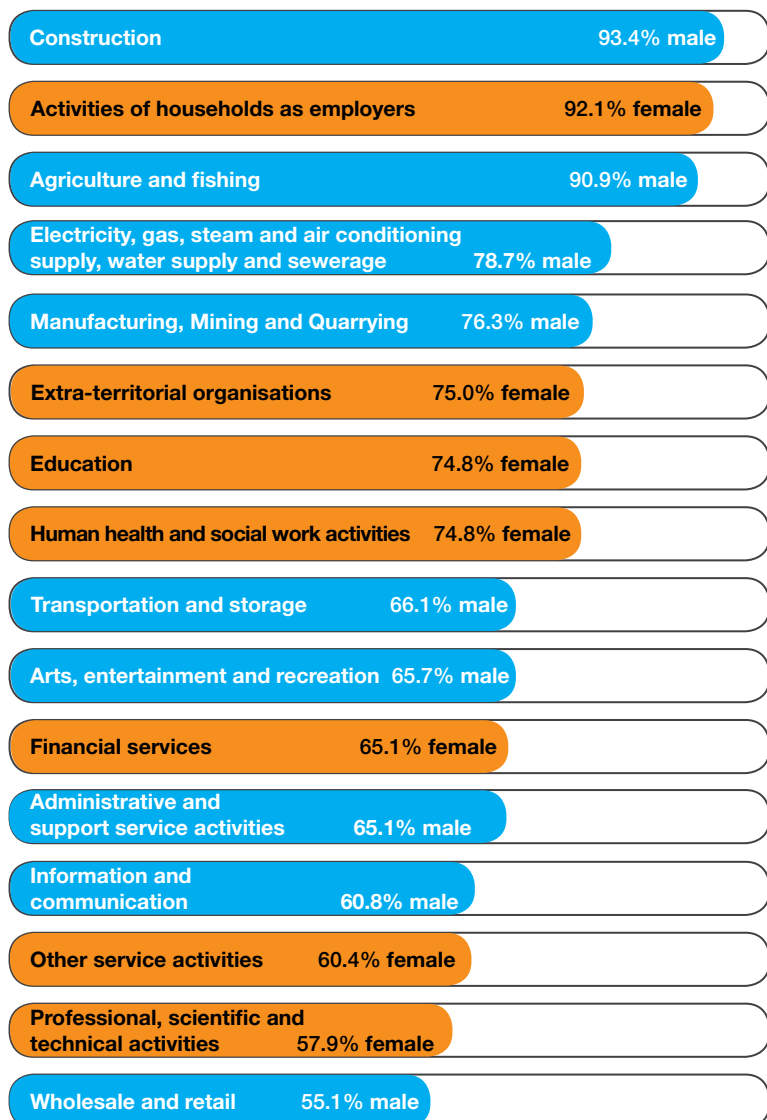 Construction 93.4% male
Activities of households as employers 92.1% female
Agriculture and fishing 90.9% male
Electricity, gas, steam and air conditioning
supply, water supply and sewerage 78.7% male
Manufacturing, Mining and Quarrying 76.3% male
Extra-territorial organisations 75.0% female
Education 74.8% female
Human health and social work activities 74.8% female
Transportation and storage 66.1% male
Arts, entertainment and recreation 65.7% male
Financial services 65.1% female
Administrative and
support service activities 65.1% male
Information and
communication 60.8% male
Other service activities 60.4% female
Professional, scientific and
technical activities 57.9% female
Wholesale and retail 55.1% male